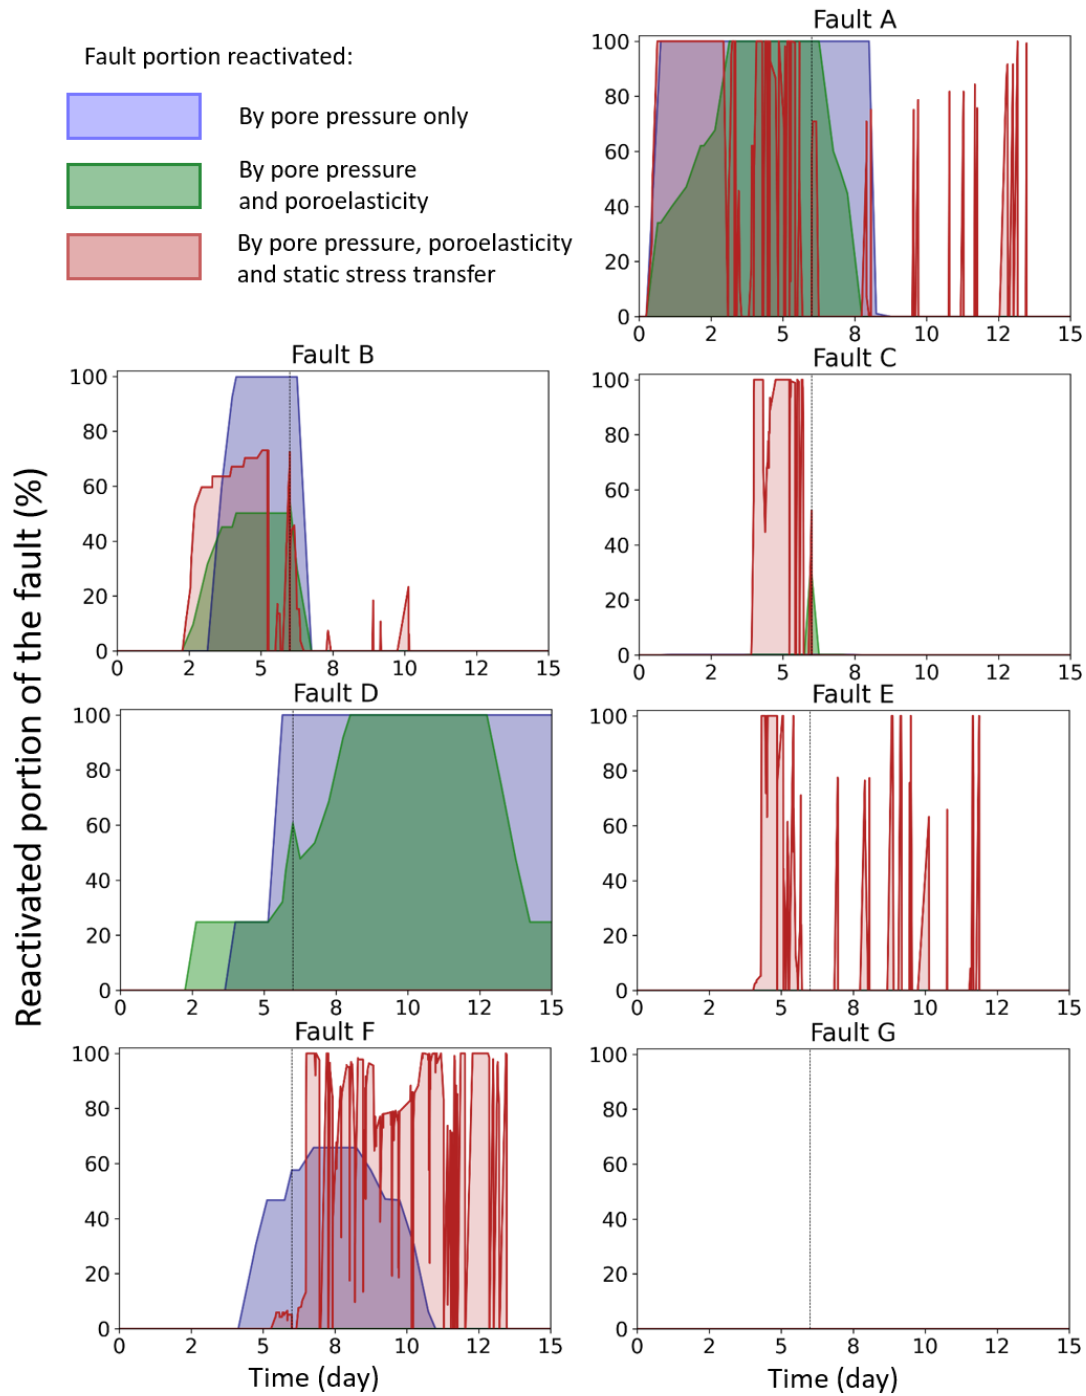 Fault portion reactivated:
By pore pressure only
By pore pressure
and poroelasticity
By pore pressure, poroelasticity
and static stress transfer
Fault A
100
80
60
40
20
0
0 2 5 8 10 12 15
Fault B
100
80
60
40
20
0
0 2 5 8 10 12 15
Fault C
100
80
60
40
20
0
0 2 5 8 10 12 15
Fault D
100
80
60
40
20
0
0 2 5 8 10 12 15
Fault E
100
80
60
40
20
0
0 2 5 8 10 12 15
Fault F
100
80
60
40
20
0
0 2 5 8 10 12 15
Time (day)
Fault G
100
80
60
40
20
0
0 2 5 8 10 12 15
Time (day)
Reactivated portion of the fault (%)